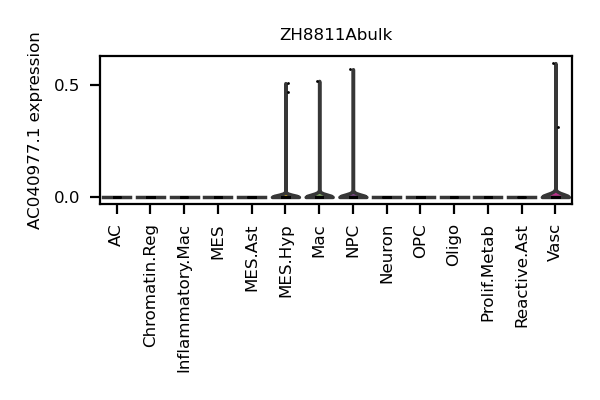 ZH8811Abulk
AC040977.1 expression
0.5
0.0
AC
Chromatin.Reg
Inflammatory.Mac
MES
MES.Ast
MES.Hyp
Mac
NPC
Neuron
OPC
Oligo
Prolif.Metab
Reactive.Ast
Vasc